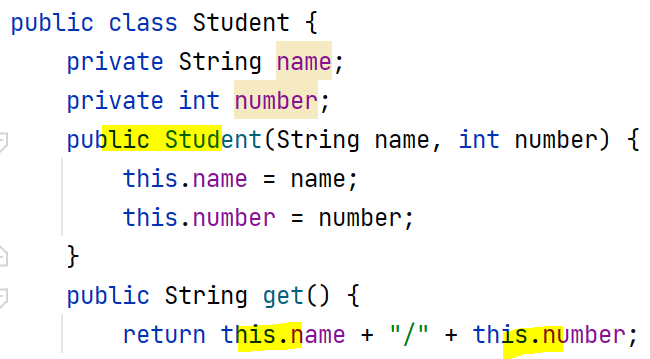 public class Student {
private String name;
private int number;
public Student(String name, int number) {
this.name = name;
this.number = number;
}
public String get() {
return this.name + "/" + this.number;